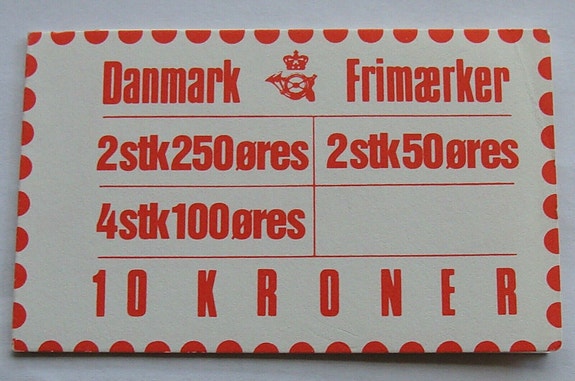 Danmark Frimærker
2stk250øres 2stk50øres
4stk100øres
10 KRONER